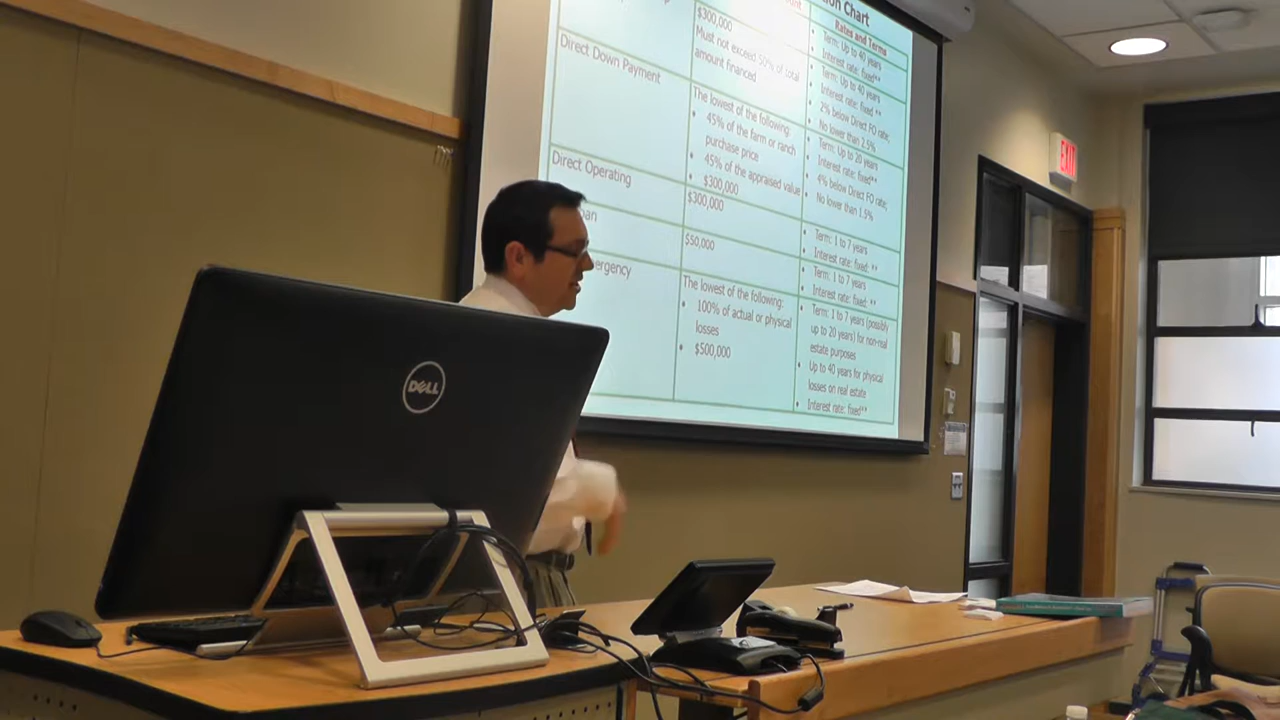 on Chart
Rates and Terms
$300,000
Must not exceed 50% of total
amount financed
• Term: Up to 40 years
• Interest rate: fixed**
Direct Down Payment
The lowest of the following:
• 45% of the farm or ranch
purchase price
• 45% of the appraised value
• $300,000
• Term: Up to 40 years
• Interest rate: fixed **
• 2% below Direct FO rate;
• No lower than 2.5%
• Term: Up to 20 years
• Interest rate: fixed**
• 4% below Direct FO rate;
• No lower than 1.5%
Direct Operating
$300,000
• Term: 1 to 7 years
• Interest rate: fixed: **
oan
$50,000
• Term: 1 to 7 years
• Interest rate: fixed: **
ergency
The lowest of the following:
• 100% of actual or physical
losses
• $500,000
• Term: 1 to 7 years (possibly
up to 20 years) for non-real
estate purposes
• Up to 40 years for physical
losses on real estate
• Interest rate: fixed**
EXIT
DELL